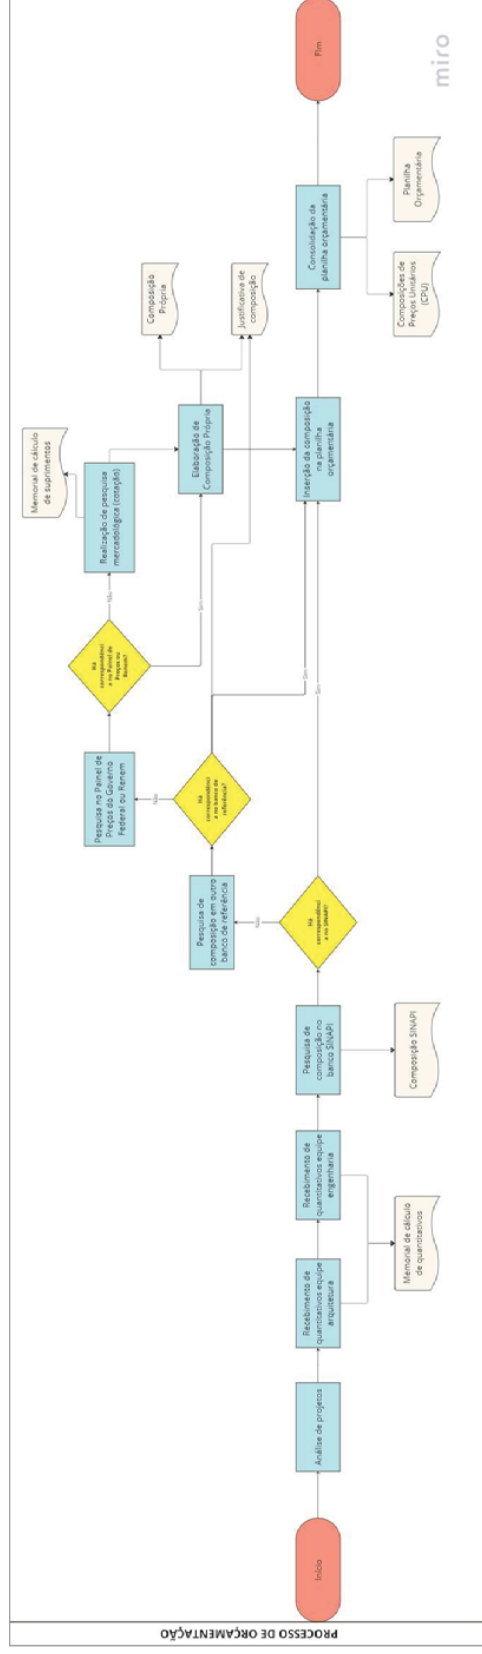 PROCESSO DE ORÇAMENTAÇÃO
Início
Análise de projetos
Recebimento de
quantitativos equipe
arquitetura
Recebimento de
quantitativos equipe
engenharia
Memorial de cálculo
de quantitativos
Pesquisa de
composição no
banco SINAPI
Composição SINAPI
Há
correspondênci
a no SINAPI?
Não
Sim
Pesquisa de
composição em outro
banco de referência
Há
correspondênci
a no banco de
referência?
Não
Sim
Pesquisa no Painel de
Preços do Governo
Federal ou Renem
Há
correspondênci
a no Painel de
Preços ou
Renem?
Não
Sim
Realização de pesquisa
mercadológica (cotação)
Memorial de cálculo
de suprimentos
Elaboração de
Composição Própria
Composição
Própria
Justificativa de
composição
Inserção da composição
na planilha
orçamentária
Consolidação da
planilha orçamentária
Composições de
Preços Unitários
(CPU)
Planilha
Orçamentária
Fim
miro